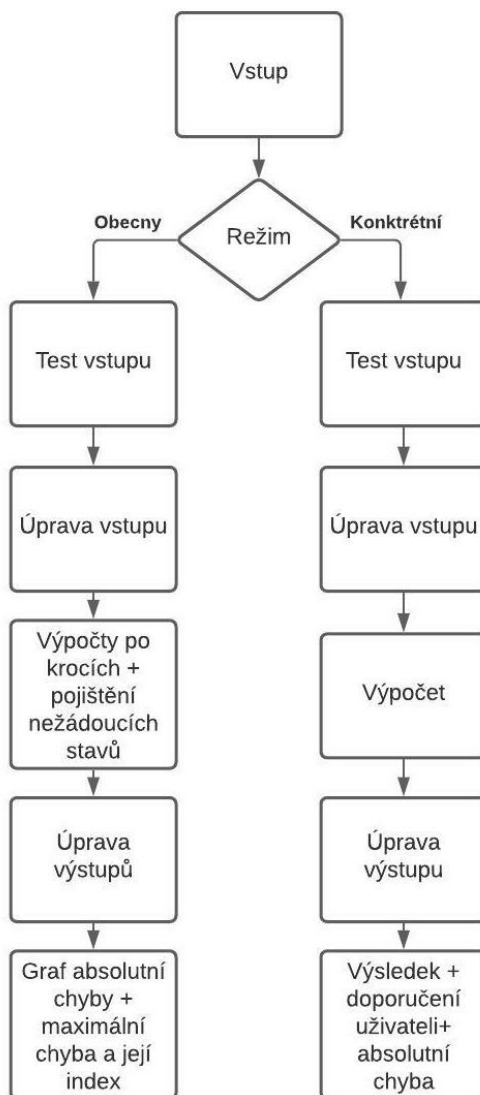 Vstup
Režim
Obecny
Konktrétní
Test vstupu
Úprava vstupu
Výpočty po
krocích +
pojištění
nežádoucích
stavů
Úprava
výstupů
Graf absolutní
chyby +
maximální
chyba a její
index
Test vstupu
Úprava vstupu
Výpočet
Úprava
výstupu
Výsledek +
doporučení
uživateli+
absolutní
chyba